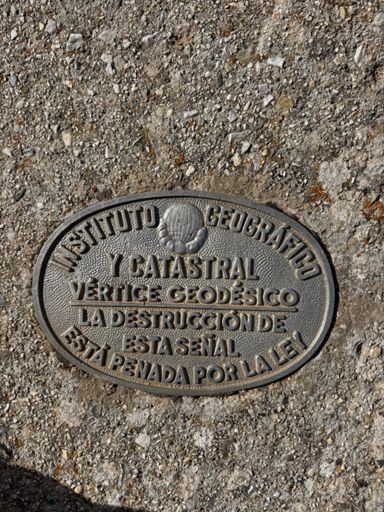 INSTITUTO GEOGRÁFICO
Y CATASTRAL
VÉRTICE GEODÉSICO
LA DESTRUCCIÓN DE
ESTA SEÑAL
ESTÁ PENADA POR LA LEY